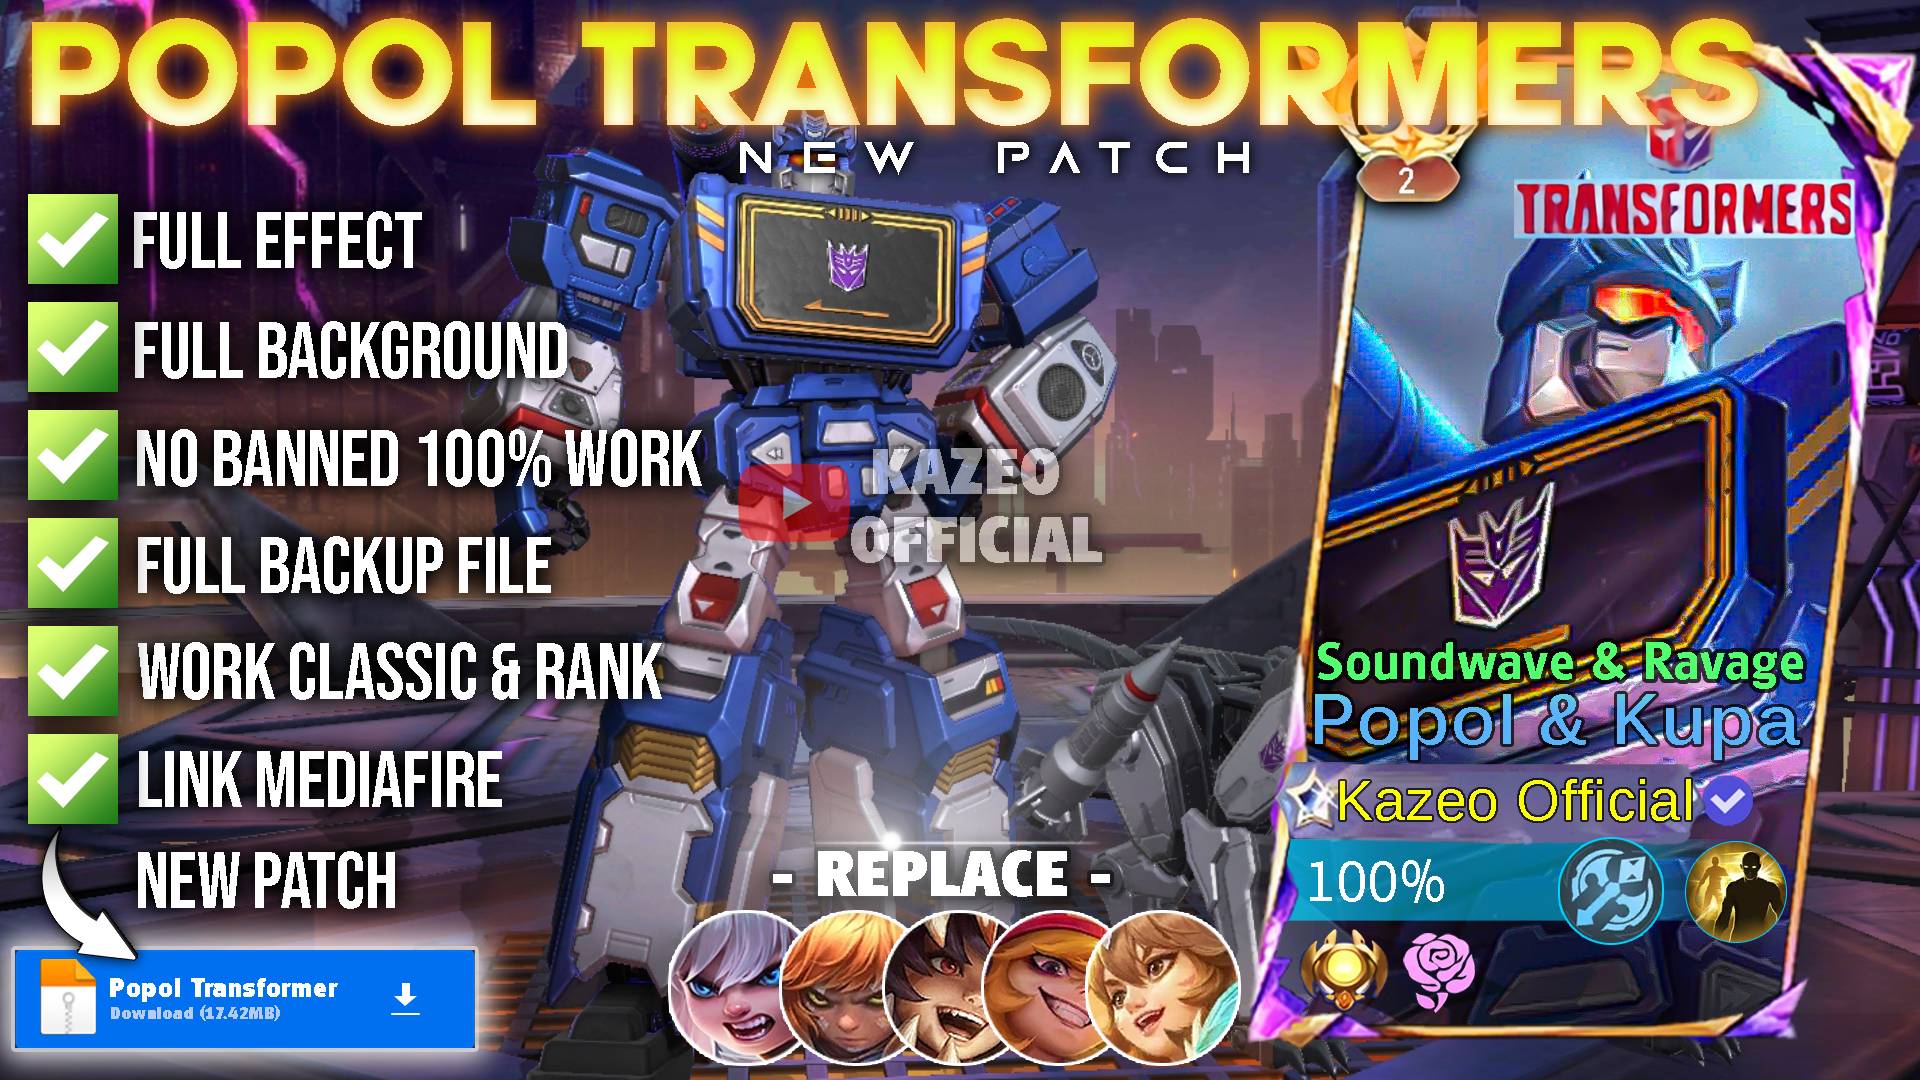 POPOL TRANSFORMERS
NEW PATCH
2
TRANSFORMERS
FULL EFFECT
FULL BACKGROUND
NO BANNED 100% WORK
KAZEO
OFFICIAL
FULL BACKUP FILE
WORK CLASSIC & RANK
Soundwave & Ravage
Popol & Kupa
LINK MEDIAFIRE
Kazeo Official
NEW PATCH
- REPLACE -
100%
Popol Transformer
Download (17.42MB)